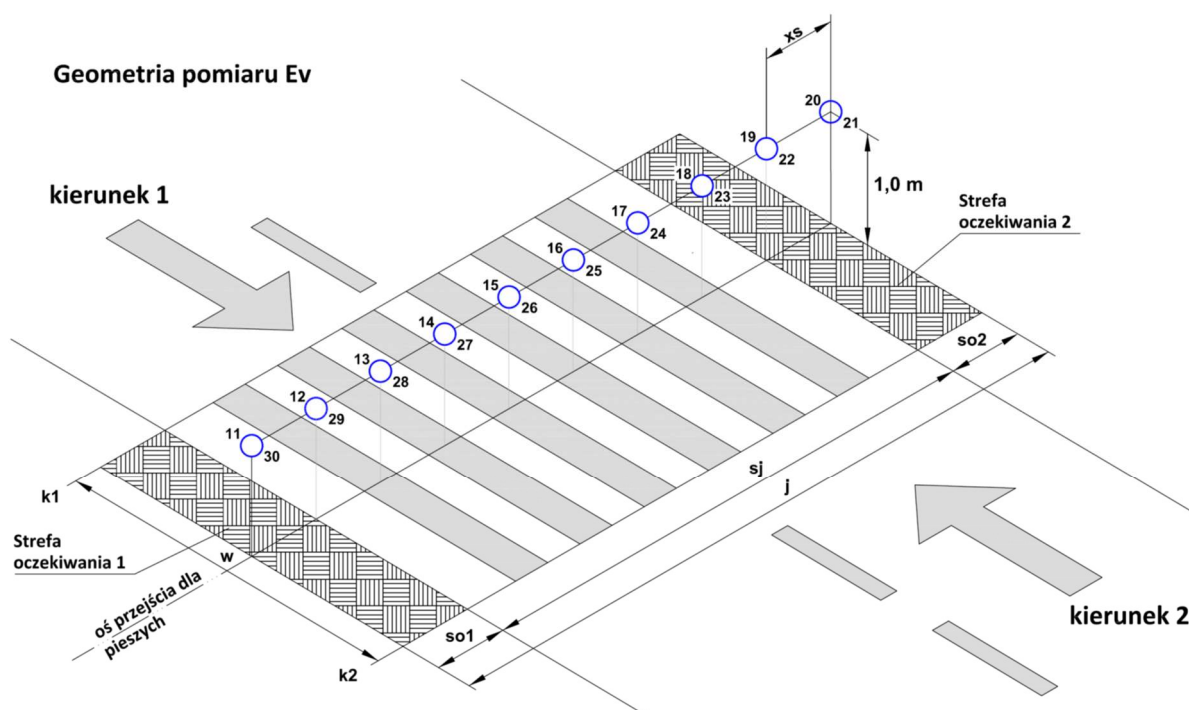 Geometria pomiaru Ev
xs
20
21
19
22
1,0 m
18
23
kierunek 1
Strefa
oczekiwania 2
17
24
16
25
15
26
14
27
13
28
12
29
11
30
so2
sj
j
k1
Strefa
oczekiwania 1
w
oś przejścia dla
pieszych
so1
k2
kierunek 2